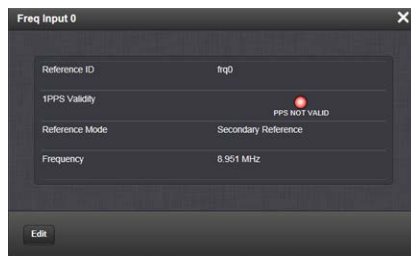 Freq Input 0
Reference ID frq0
1PPS Validity
PPS NOT VALID
Reference Mode Secondary Reference
Frequency 8.951 MHz
Edit